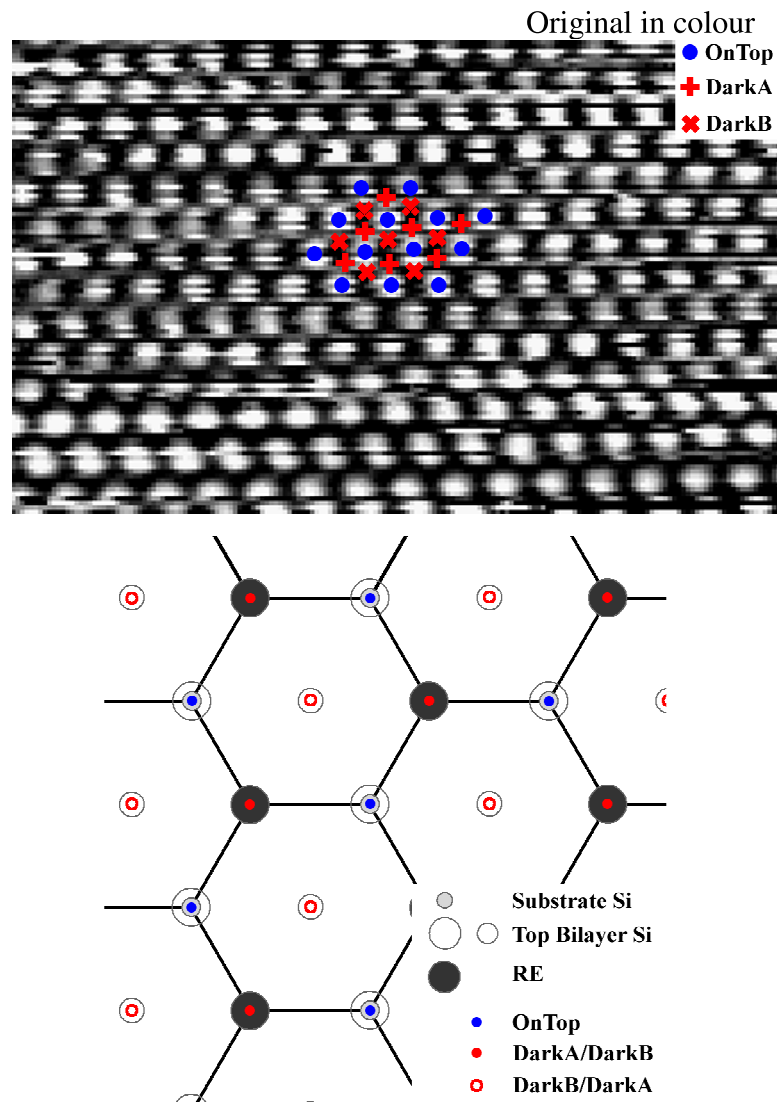 Original in colour
OnTop
DarkA
DarkB
Substrate Si
Top Bilayer Si
RE
OnTop
DarkA/DarkB
DarkB/DarkA